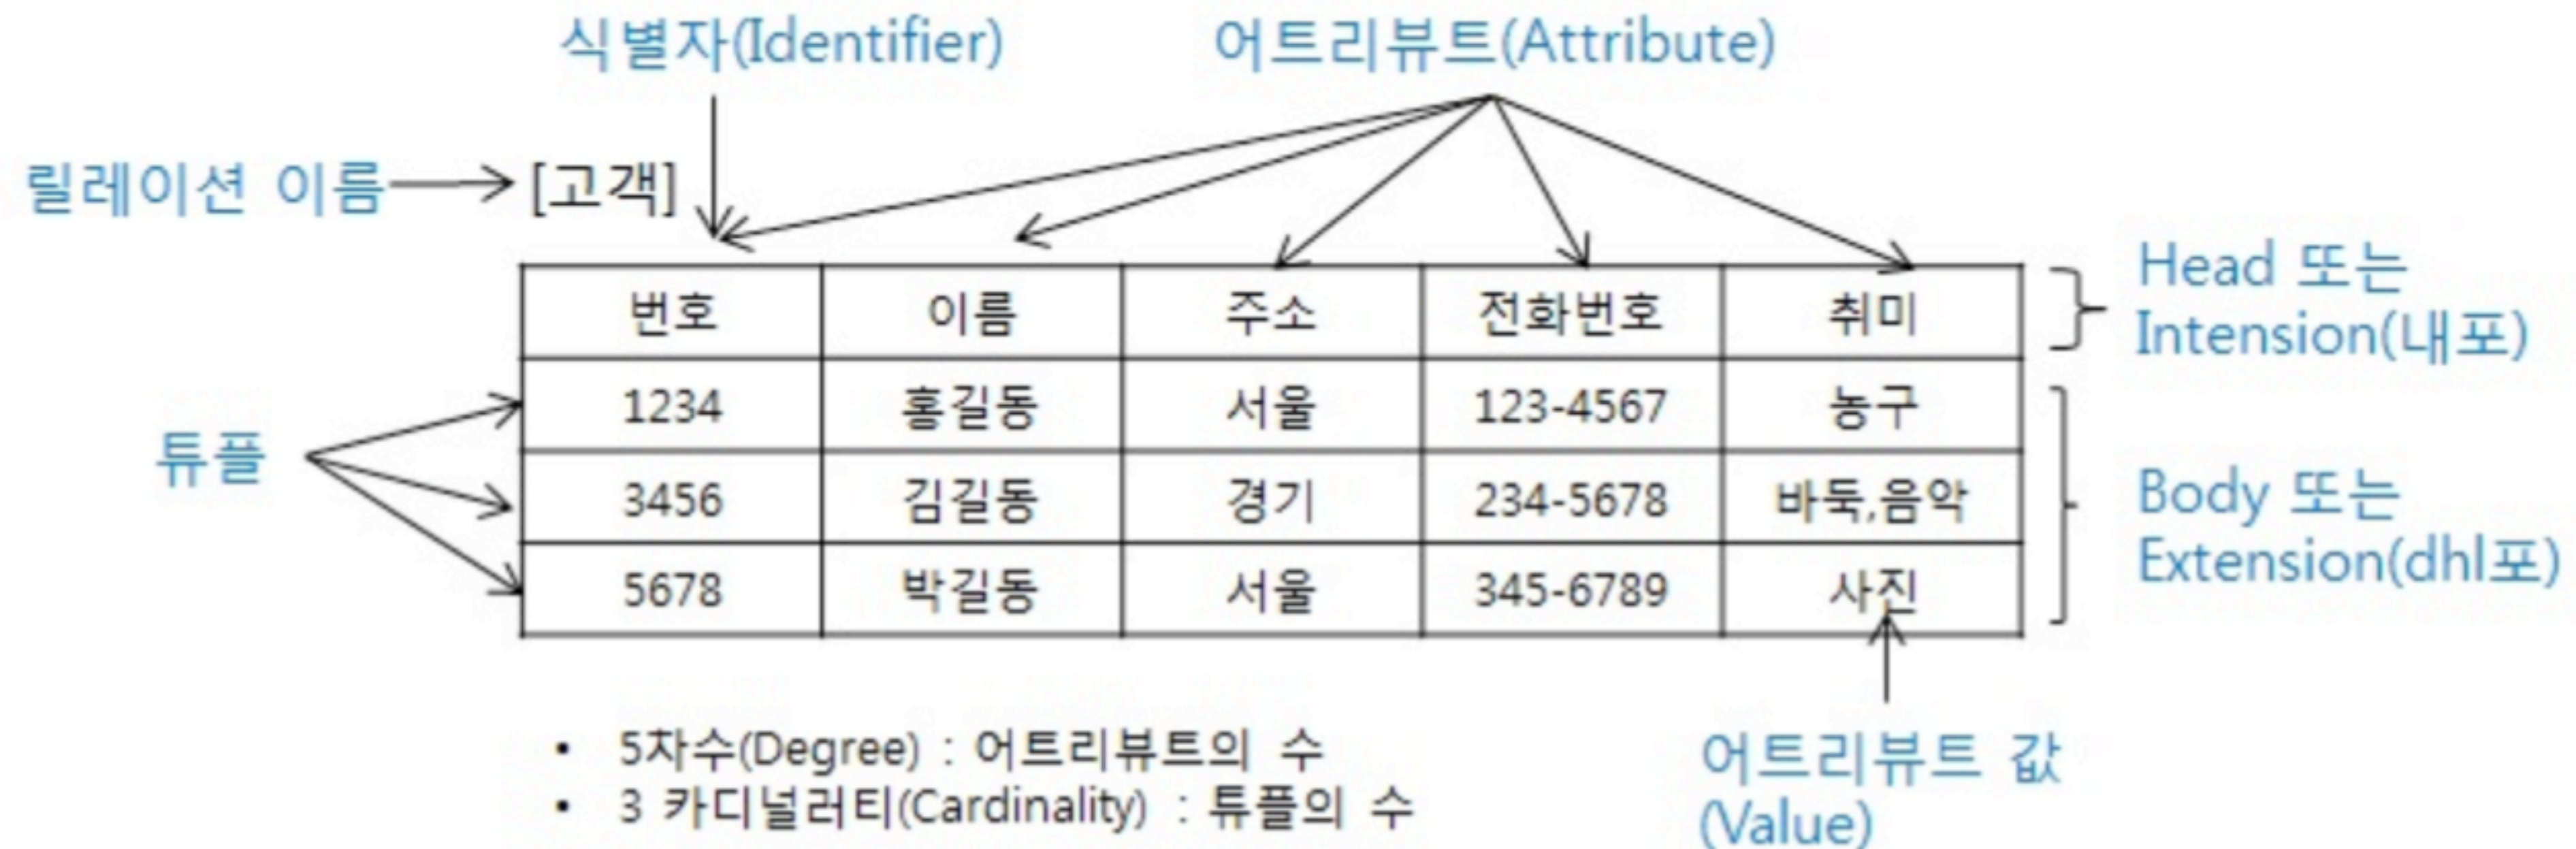 식별자(Identifier) 어트리뷰트(Attribute)
릴레이션 이름 [고객]
번호 이름 주소 전화번호 취미
Head 또는
Intension(내포)
튜플
1234 홍길동 서울 123-4567 농구
3456 김길동 경기 234-5678 바둑,음악
5678 박길동 서울 345-6789 사진
Body 또는
Extension(dhl포)
• 5차수(Degree) : 어트리뷰트의 수
• 3 카디널러티(Cardinality) : 튜플의 수
어트리뷰트 값
(Value)